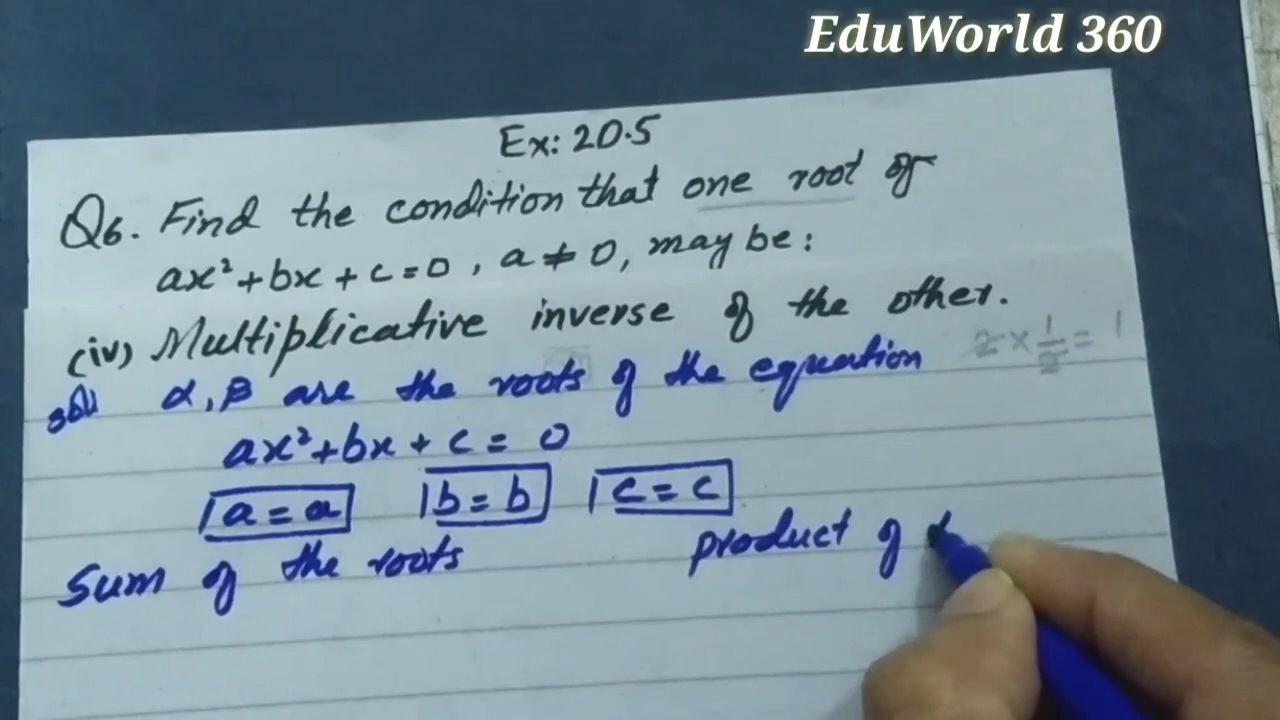 EduWorld 360
Ex: 20.5
Q6. Find the condition that one root of
ax²+bx+c=0, a≠0, may be:
(iv) Multiplicative inverse of the other.
2 × 1/2 = 1
Sol α, β are the roots of the equation
ax²+bx+c=0
a=a b=b c=c
Sum of the roots product of